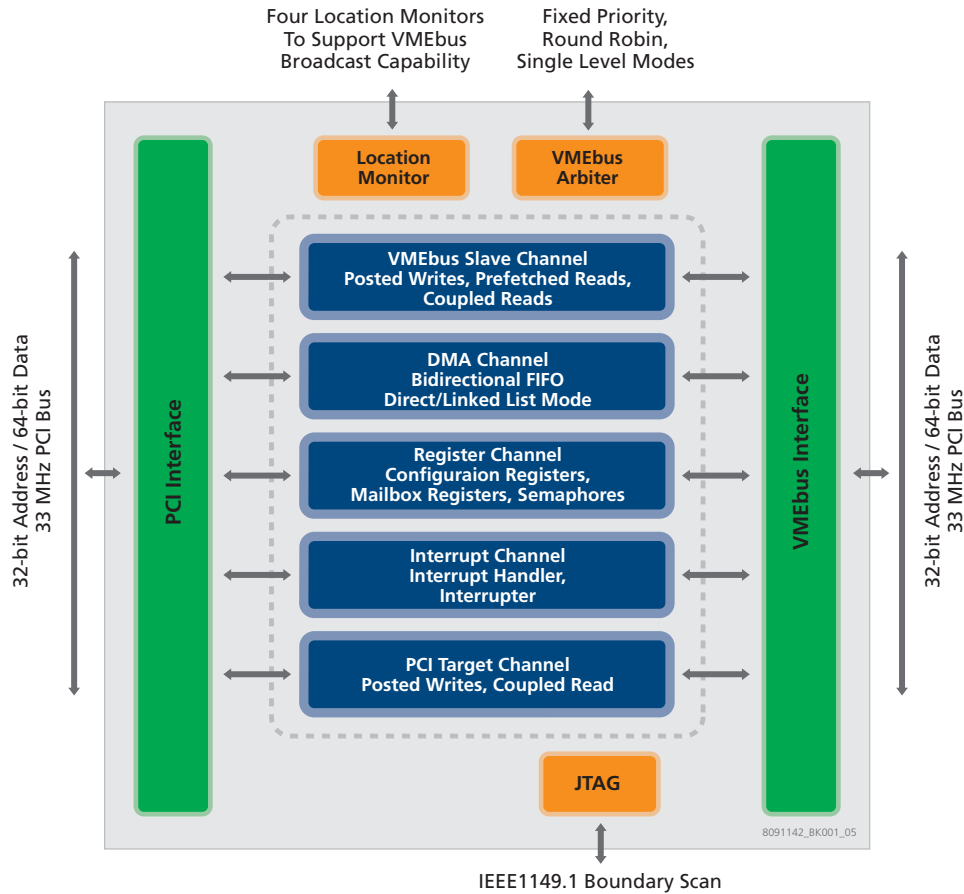 Four Location Monitors
To Support VMEbus
Broadcast Capability
Fixed Priority,
Round Robin,
Single Level Modes
Location
Monitor
VMEbus
Arbiter
32-bit Address / 64-bit Data
33 MHz PCI Bus
PCI Interface
VMEbus Slave Channel
Posted Writes, Prefetched Reads,
Coupled Reads
DMA Channel
Bidirectional FIFO
Direct/Linked List Mode
Register Channel
Configuraion Registers,
Mailbox Registers, Semaphores
Interrupt Channel
Interrupt Handler,
Interrupter
PCI Target Channel
Posted Writes, Coupled Read
VMEbus Interface
32-bit Address / 64-bit Data
33 MHz PCI Bus
JTAG
8091142_BK001_05
IEEE1149.1 Boundary Scan